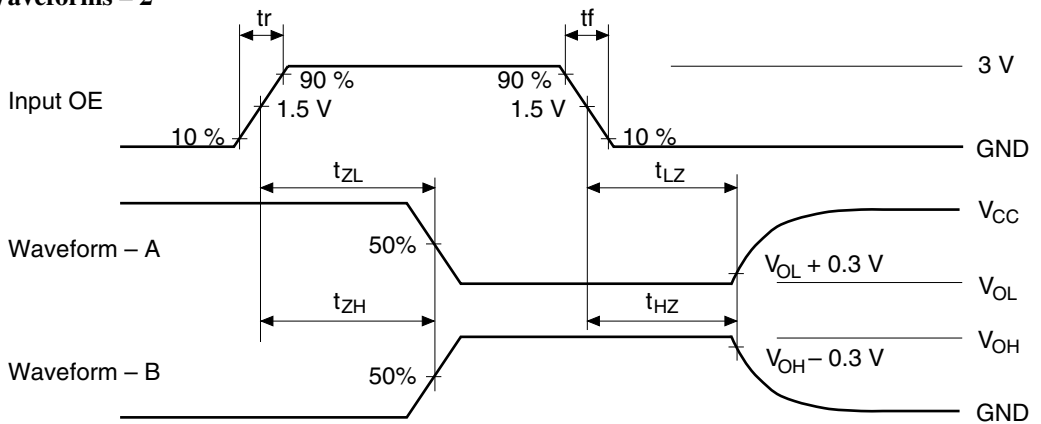 Waveforms – 2
tr
tf
90 %
90 %
3 V
Input OE
1.5 V
1.5 V
10 %
10 %
GND
tZL
tLZ
VCC
Waveform – A
50%
VOL + 0.3 V
VOL
tZH
tHZ
VOH
VOH – 0.3 V
Waveform – B
50%
GND